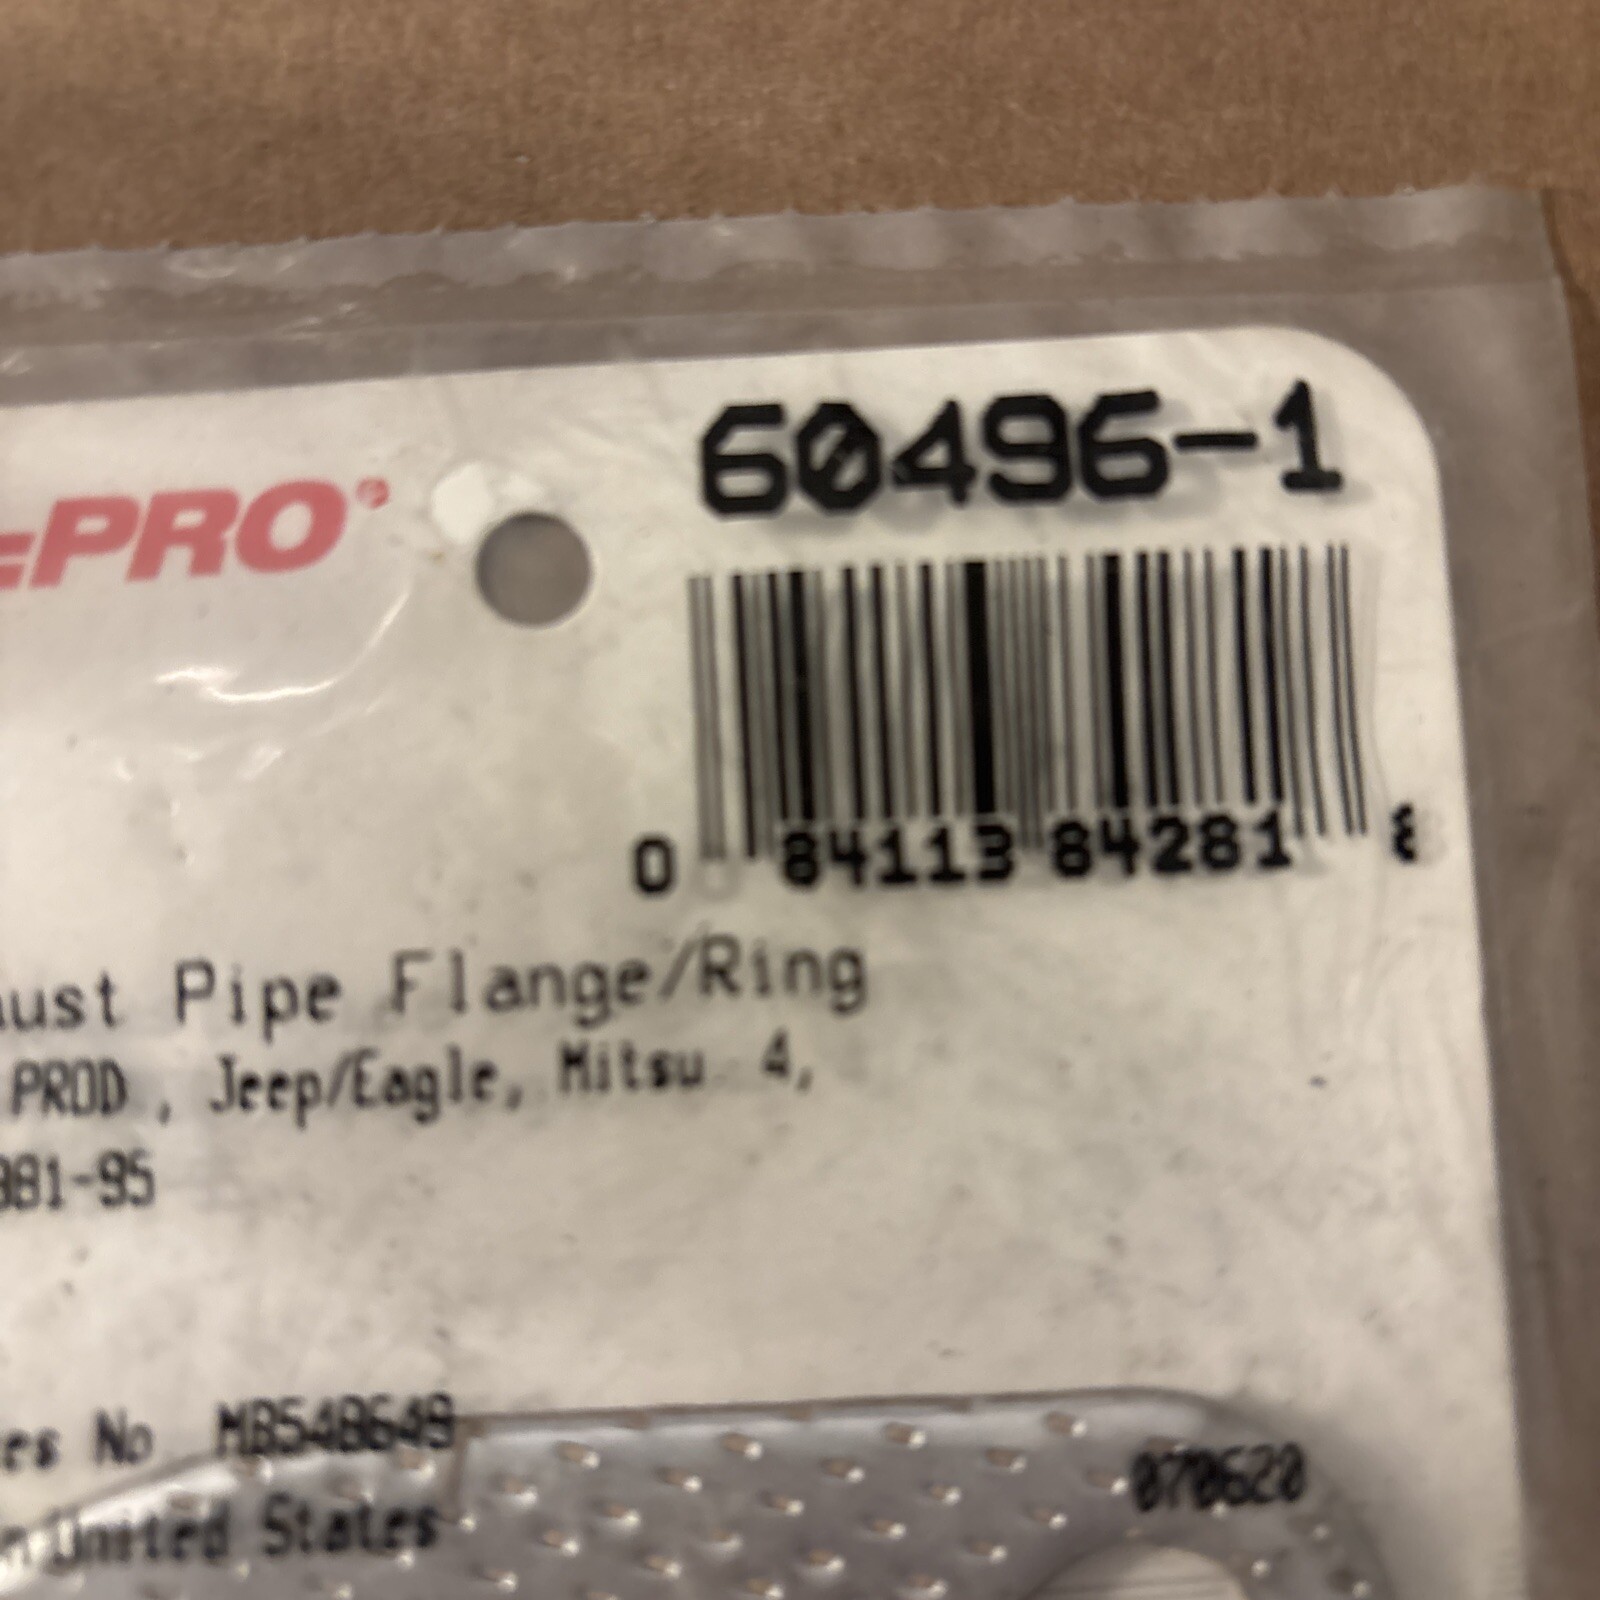 60496-1
-PRO®
0 84113 84281 8
ust Pipe Flange/Ring
PROD , Jeep/Eagle, Mitsu 4,
981-95
es No MB548649
n United States
070620